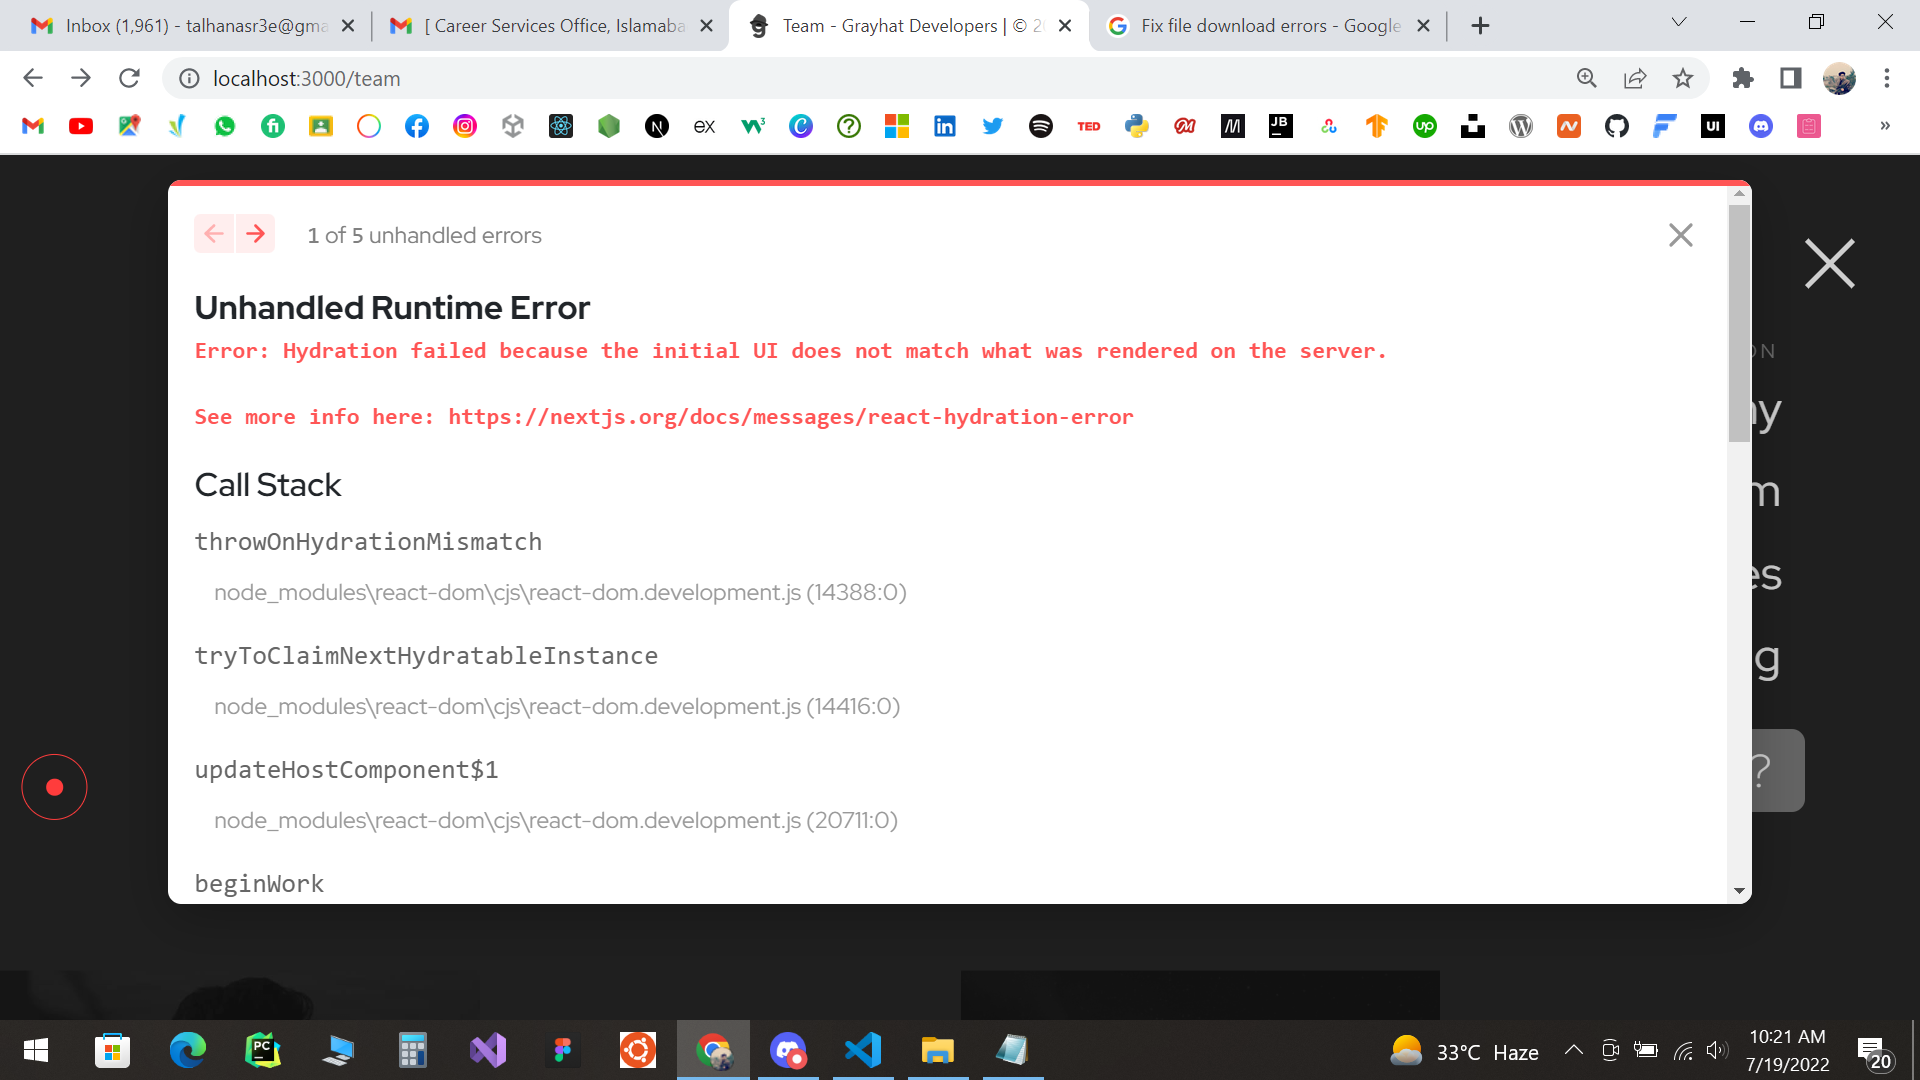 Inbox (1,961) - talhanasr3e@gma
[ Career Services Office, Islamaba
Team - Grayhat Developers | © 2
Fix file download errors - Google
localhost:3000/team
EX
TED
JB
up
UI
»
1 of 5 unhandled errors
Unhandled Runtime Error
Error: Hydration failed because the initial UI does not match what was rendered on the server.
See more info here: https://nextjs.org/docs/messages/react-hydration-error
Call Stack
throwOnHydrationMismatch
node_modules\react-dom\cjs\react-dom.development.js (14388:0)
tryToClaimNextHydratableInstance
node_modules\react-dom\cjs\react-dom.development.js (14416:0)
updateHostComponent$1
node_modules\react-dom\cjs\react-dom.development.js (20711:0)
beginWork
ON
ny
m
es
g
?
PC
33°C Haze
10:21 AM
7/19/2022
20